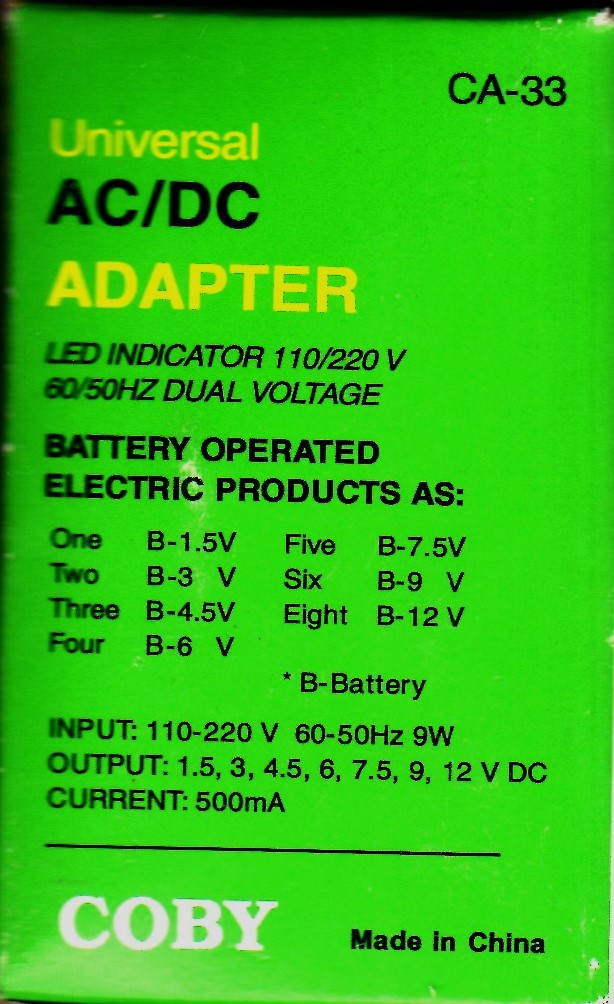 CA-33
Universal
AC/DC
ADAPTER
LED INDICATOR 110/220 V
60/50HZ DUAL VOLTAGE
BATTERY OPERATED
ELECTRIC PRODUCTS AS:
One B-1.5V Five B-7.5V
Two B-3 V Six B-9 V
Three B-4.5V Eight B-12 V
Four B-6 V
* B-Battery
INPUT: 110-220 V 60-50Hz 9W
OUTPUT: 1.5, 3, 4.5, 6, 7.5, 9, 12 V DC
CURRENT: 500mA
COBY Made in China